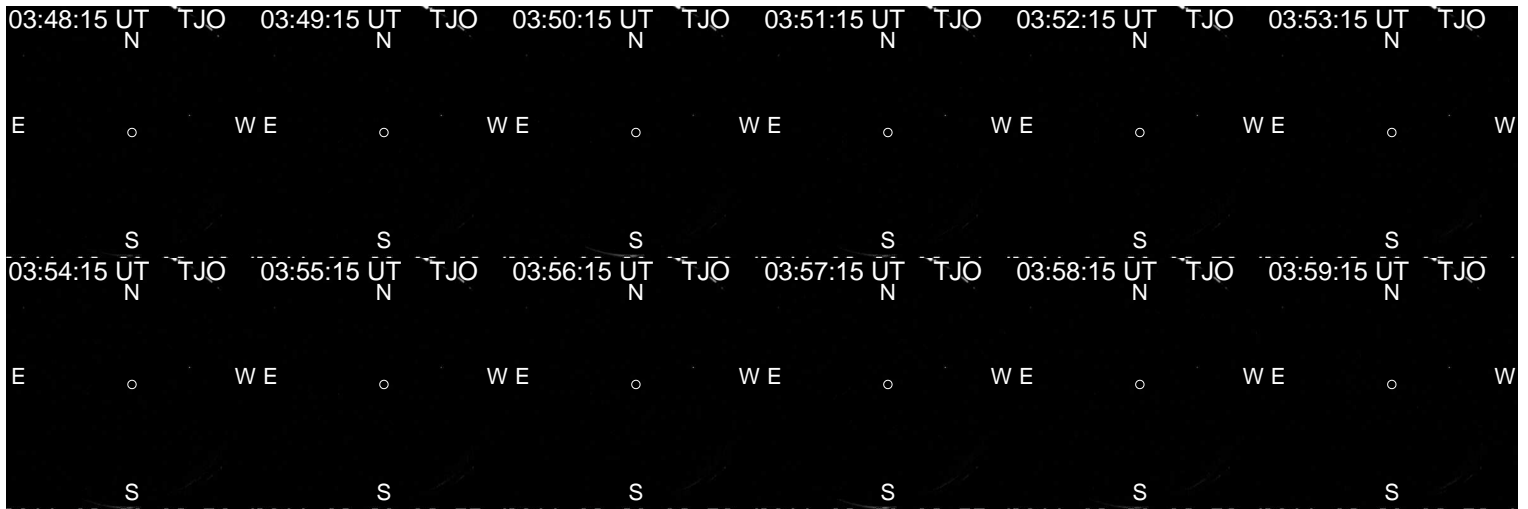 03:48:15 UT TJO 03:49:15 UT TJO 03:50:15 UT TJO 03:51:15 UT TJO 03:52:15 UT TJO 03:53:15 UT TJO
N N N N N N
E W E W E W E W E W E W
S S S S S S
03:54:15 UT TJO 03:55:15 UT TJO 03:56:15 UT TJO 03:57:15 UT TJO 03:58:15 UT TJO 03:59:15 UT TJO
N N N N N N
E W E W E W E W E W E W
S S S S S S